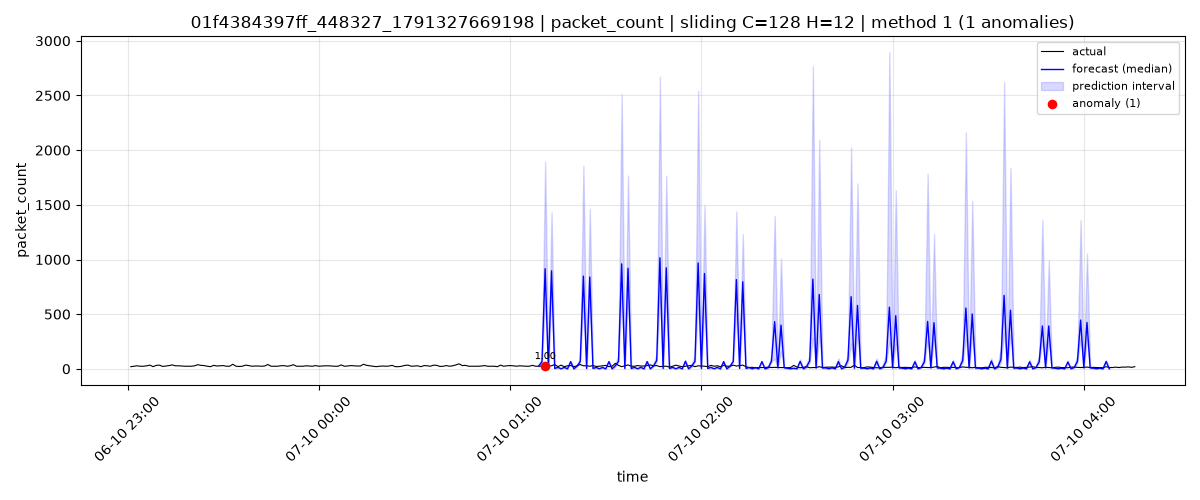 01f4384397ff_448327_1791327669198 | packet_count | sliding C=128 H=12 | method 1 (1 anomalies)
packet_count
3000
2500
2000
1500
1000
500
0
actual
forecast (median)
prediction interval
anomaly (1)
1.00
06-10 23:00
07-10 00:00
07-10 01:00
07-10 02:00
07-10 03:00
07-10 04:00
time